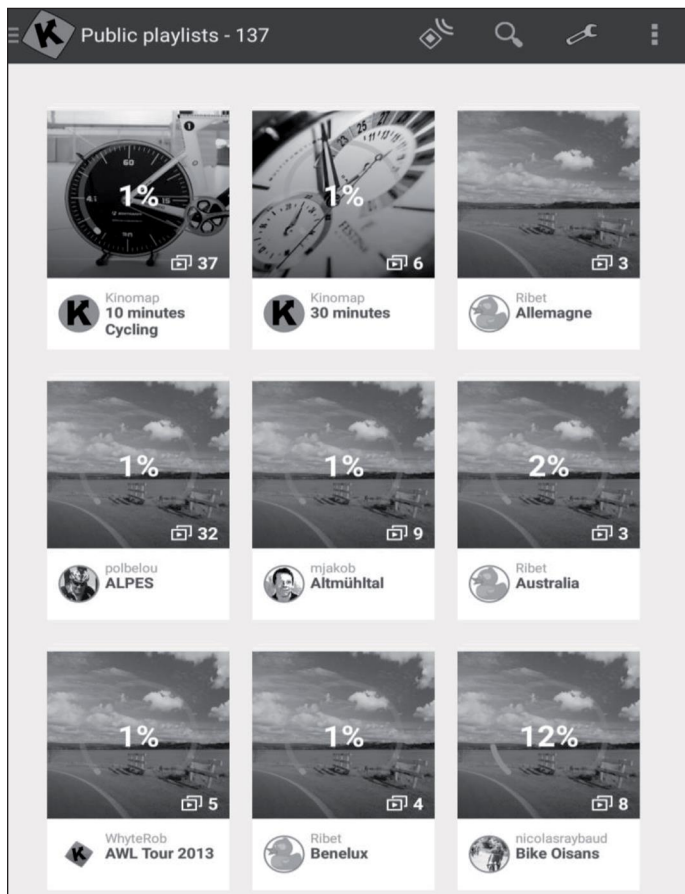 Public playlists - 137
1%
37
Kinomap
10 minutes
Cycling
1%
6
Kinomap
30 minutes
3
Ribet
Allemagne
1%
32
polbelou
ALPES
1%
9
mjakob
Altmühltal
2%
3
Ribet
Australia
1%
5
WhyteRob
AWL Tour 2013
1%
4
Ribet
Benelux
12%
8
nicolasraybaud
Bike Oisans